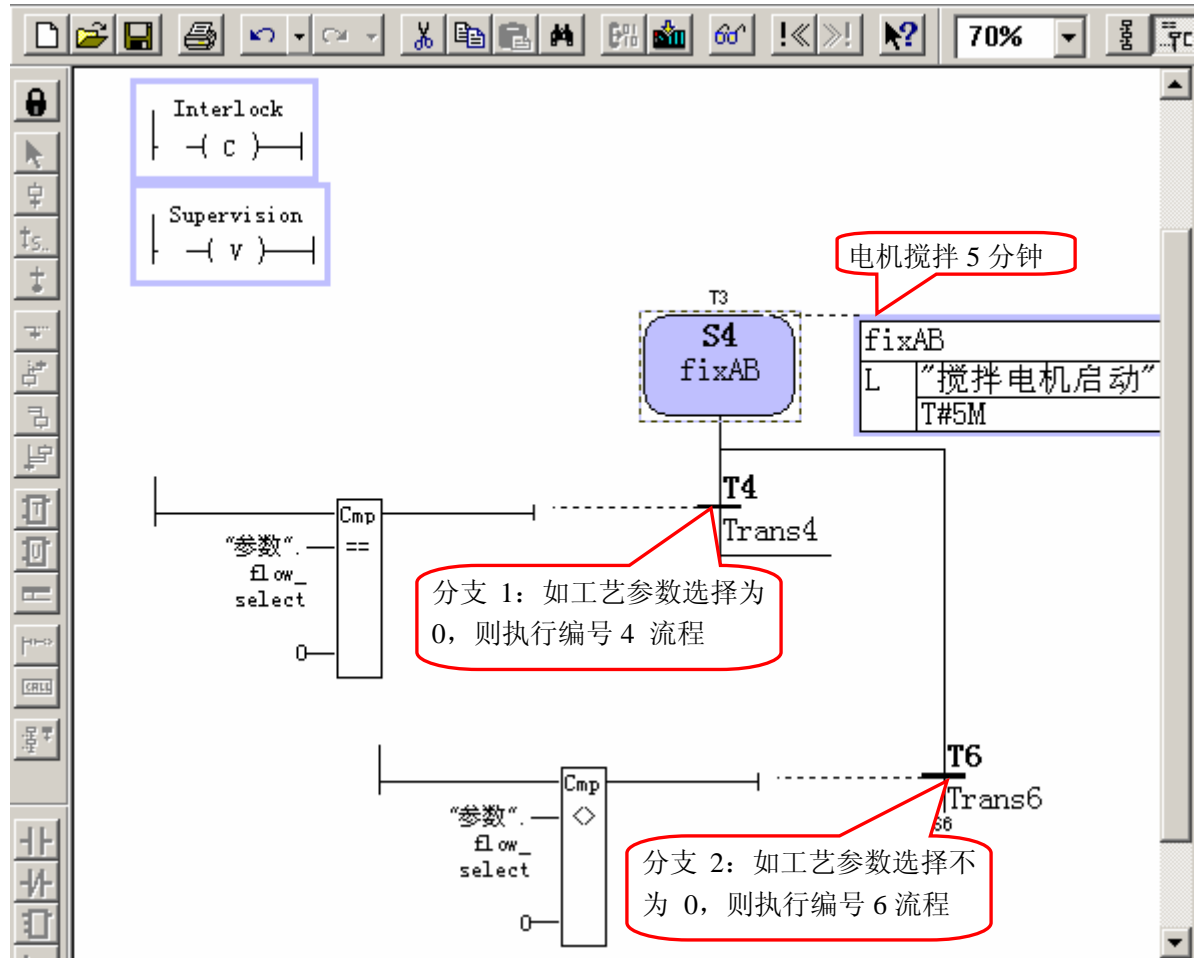 70%
Interlock
C
Supervision
V
电机搅拌 5 分钟
T3
S4
fixAB
fixAB
L
"搅拌电机启动"
T#5M
T4
Trans4
Cmp
==
"参数".
flow_
select
0
分支 1：如工艺参数选择为
0，则执行编号 4 流程
T6
Trans6
S6
Cmp
<>
"参数".
flow_
select
0
分支 2：如工艺参数选择不
为 0，则执行编号 6 流程
CALL